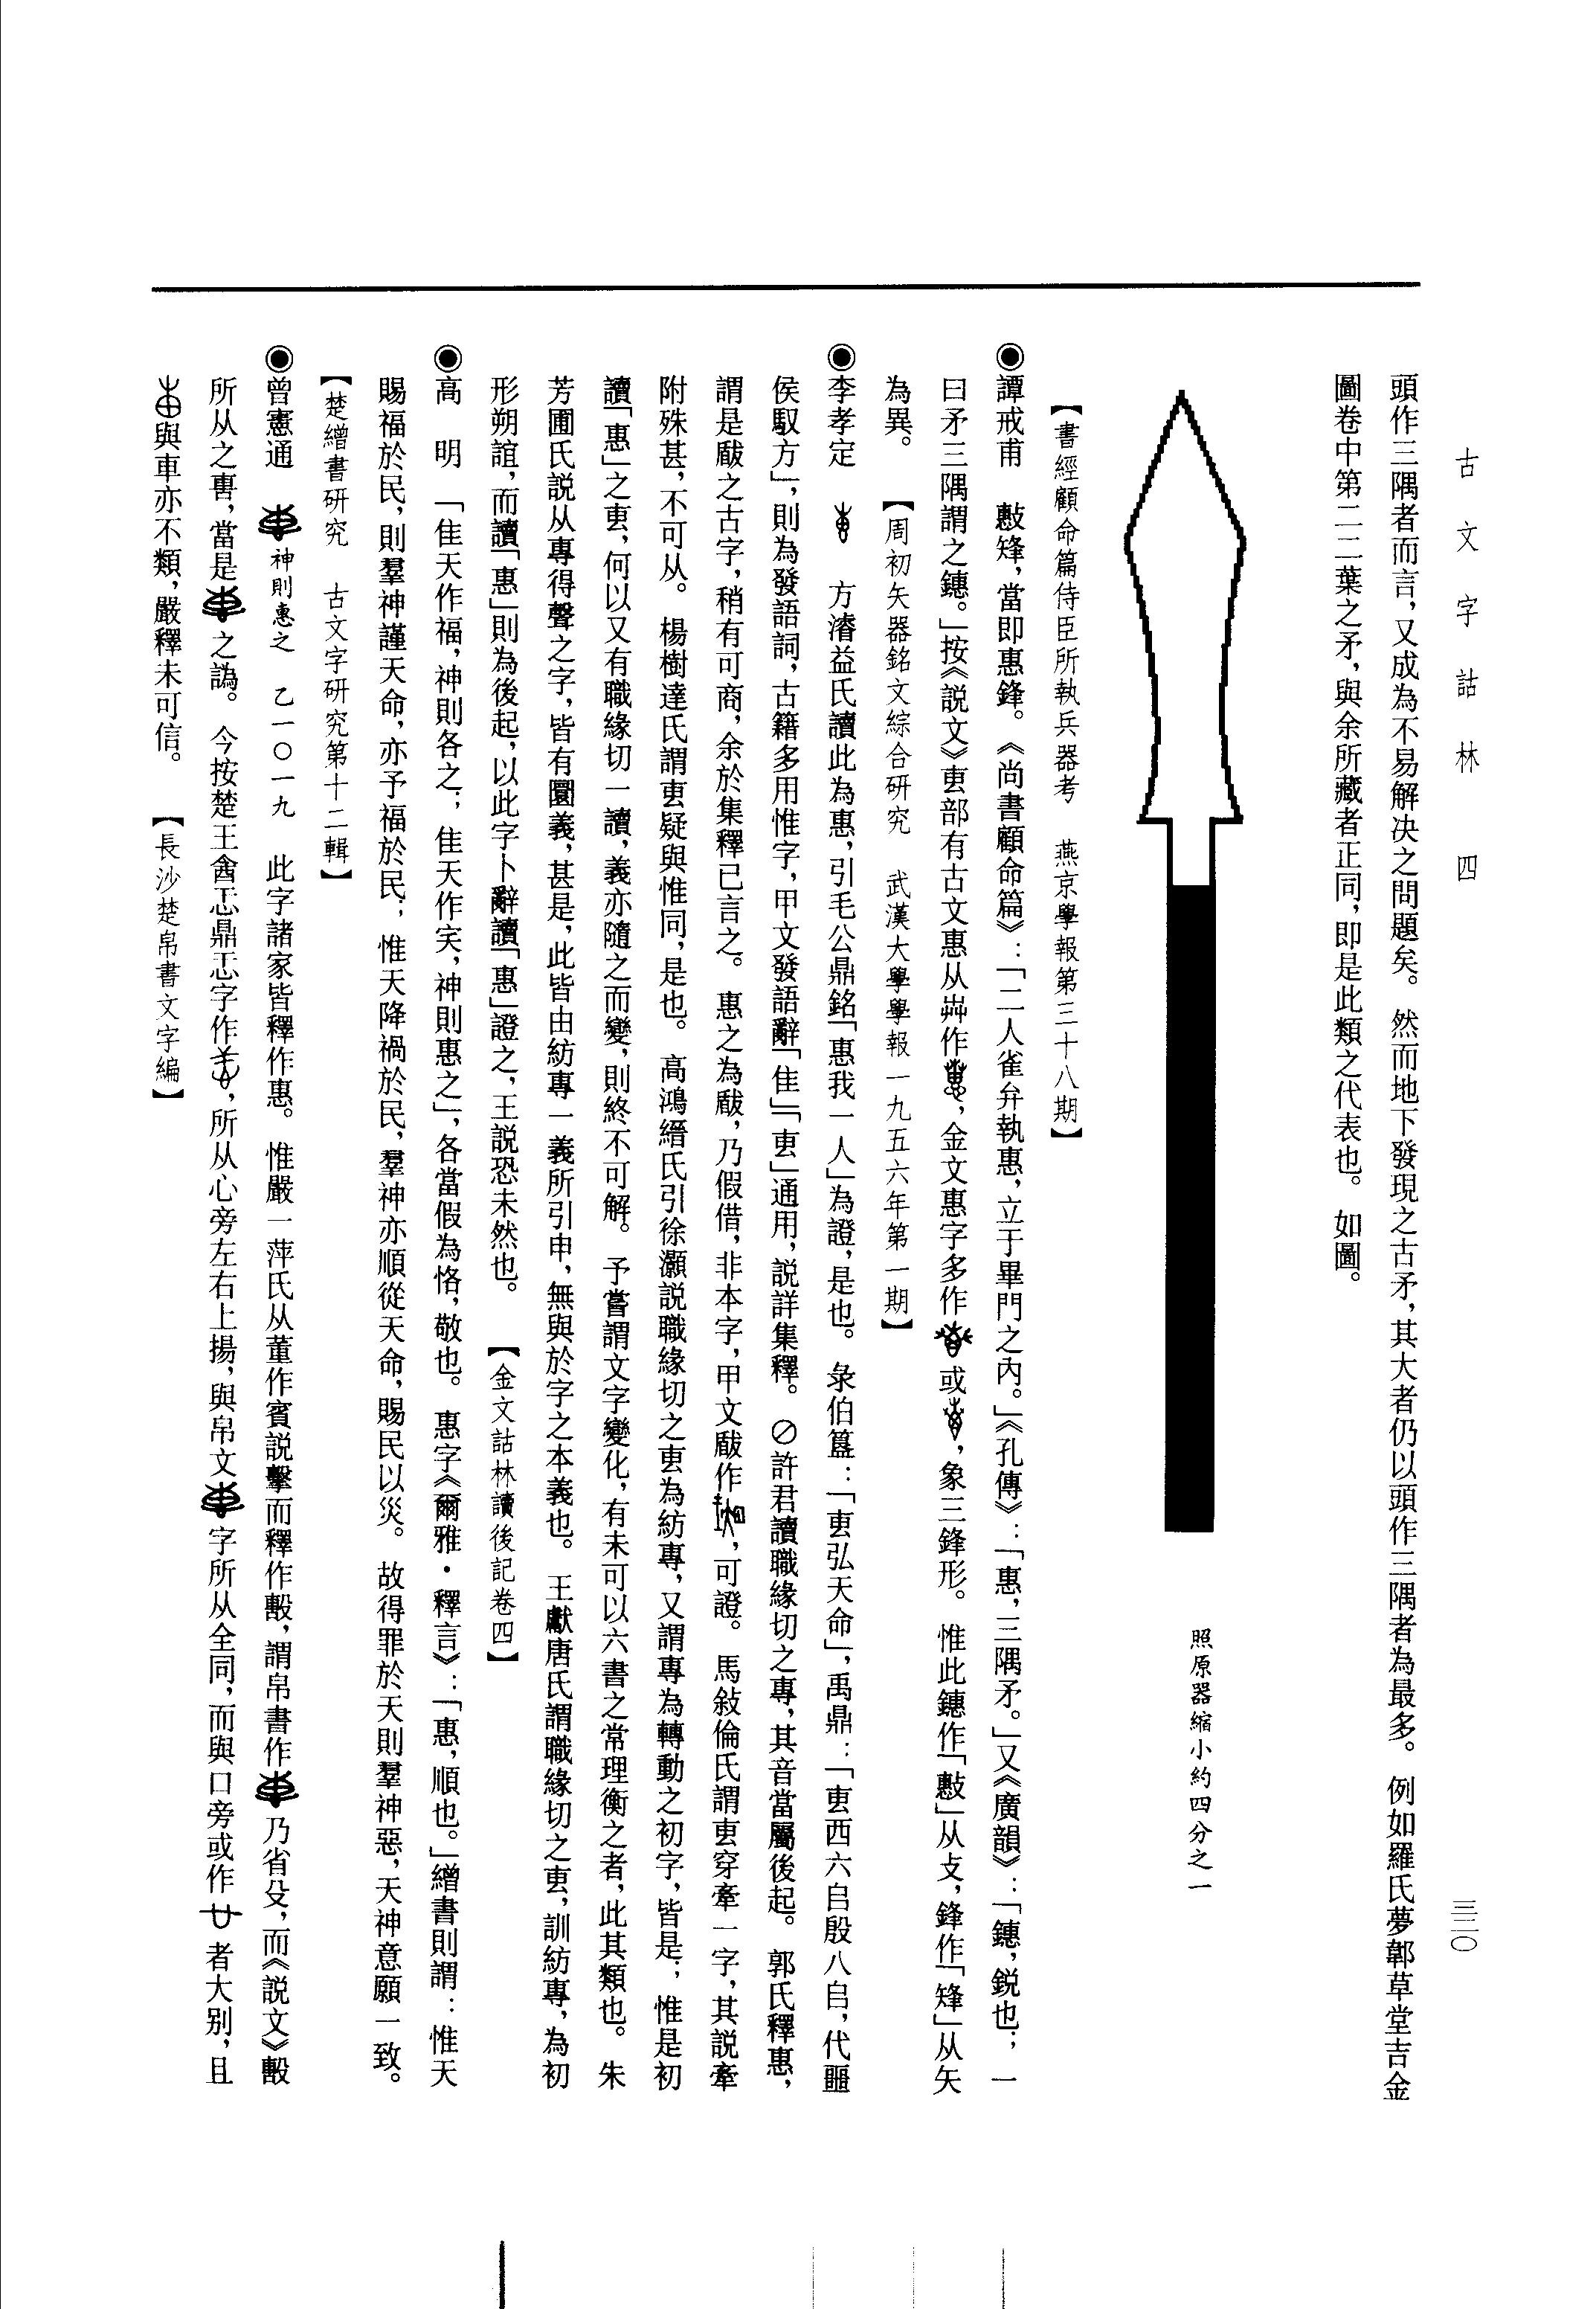 古文字詁林 四
三二〇
頭作三隅者而言，又成為不易解決之問題矣。然而地下發現之古矛，其大者仍以頭作三隅者為最多。例如羅氏夢郼草堂吉金
圖卷中第二二葉之矛，與余所藏者正同，即是此類之代表也。如圖。
照原器縮小約四分之一
【書經顧命篇侍臣所執兵器考 燕京學報第三十八期】
◉譚戒甫 㪠㷨，當即惠鋒。《尚書顧命篇》：「二人雀弁執惠，立于畢門之內。」《孔傳》：「惠，三隅矛。」又《廣韻》：「鏸，鋭也；一
曰矛三隅謂之鏸。」按《説文》叀部有古文惠从芔作，金文惠字多作或，象三鋒形。惟此鏸作「㪠」从攴，鋒作「」从矢
為異。 【周初矢器銘文綜合研究 武漢大學學報一九五六年第一期】
◉李孝定 方濬益氏讀此為惠，引毛公鼎銘「惠我一人」為證，是也。彔伯簋：「叀弘天命」，禹鼎：「叀西六𠂤殷八𠂤，代噩
侯馭方」，則為發語詞，古籍多用惟字，甲文發語辭「隹」「叀」通用，説詳集釋。〇許君讀職緣切之專，其音當屬後起。郭氏釋惠，
謂是瞂之古字，稍有可商，余於集釋已言之。惠之為瞂，乃假借，非本字，甲文瞂作，可證。馬敍倫氏謂叀穿牽一字，其説牽
附殊甚，不可从。楊樹達氏謂叀疑與惟同，是也。高鴻縉氏引徐灝説職緣切之叀為紡專，又謂專為轉動之初字，皆是；惟是初
讀「惠」之叀，何以又有職緣切一讀，義亦隨之而變，則終不可解。予嘗謂文字變化，有未可以六書之常理衡之者，此其類也。朱
芳圃氏説从專得聲之字，皆有圜義，甚是，此皆由紡專一義所引申，無與於字之本義也。王獻唐氏謂職緣切之叀，訓紡專，為初
形朔誼，而讀「惠」則為後起，以此字卜辭讀「惠」證之，王説恐未然也。 【金文詁林讀後記卷四】
◉高 明 「隹天作福，神則各之；隹天作宎，神則惠之」，各當假為恪，敬也。惠字《爾雅·釋言》：「惠，順也。」繒書則謂：惟天
賜福於民，則羣神謹天命，亦予福於民；惟天降禍於民，羣神亦順從天命，賜民以災。故得罪於天則羣神惡，天神意願一致。
【楚繒書研究 古文字研究第十二輯】
◉曾憲通 神則惠之 乙一〇·一九 此字諸家皆釋作惠。惟嚴一萍氏从董作賓説擊而釋作毄，謂帛書作乃省殳，而《説文》毄
所从之軎，當是之譌。今按楚王酓忎鼎忎字作，所从心旁左右上揚，與帛文字所从全同，而與口旁或作者大别，且
與車亦不類，嚴釋未可信。 【長沙楚帛書文字編】